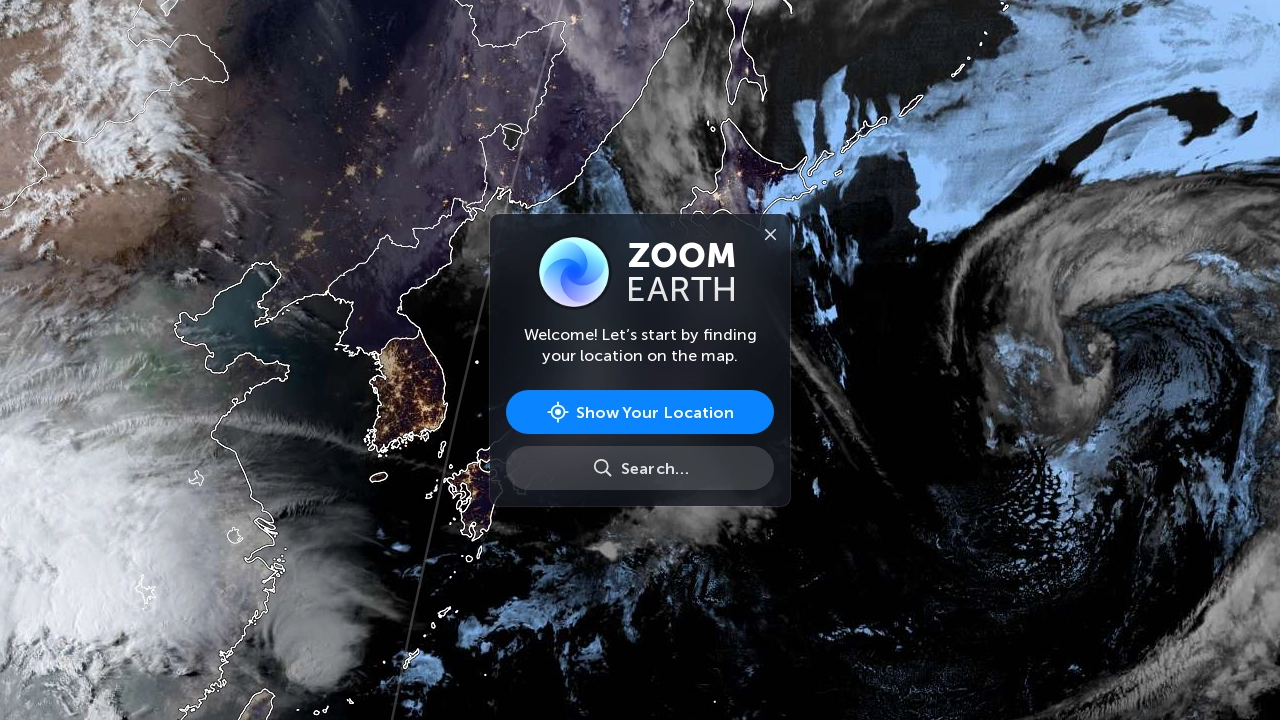 ZOOM
EARTH
Welcome! Let’s start by finding
your location on the map.
Show Your Location
Search...